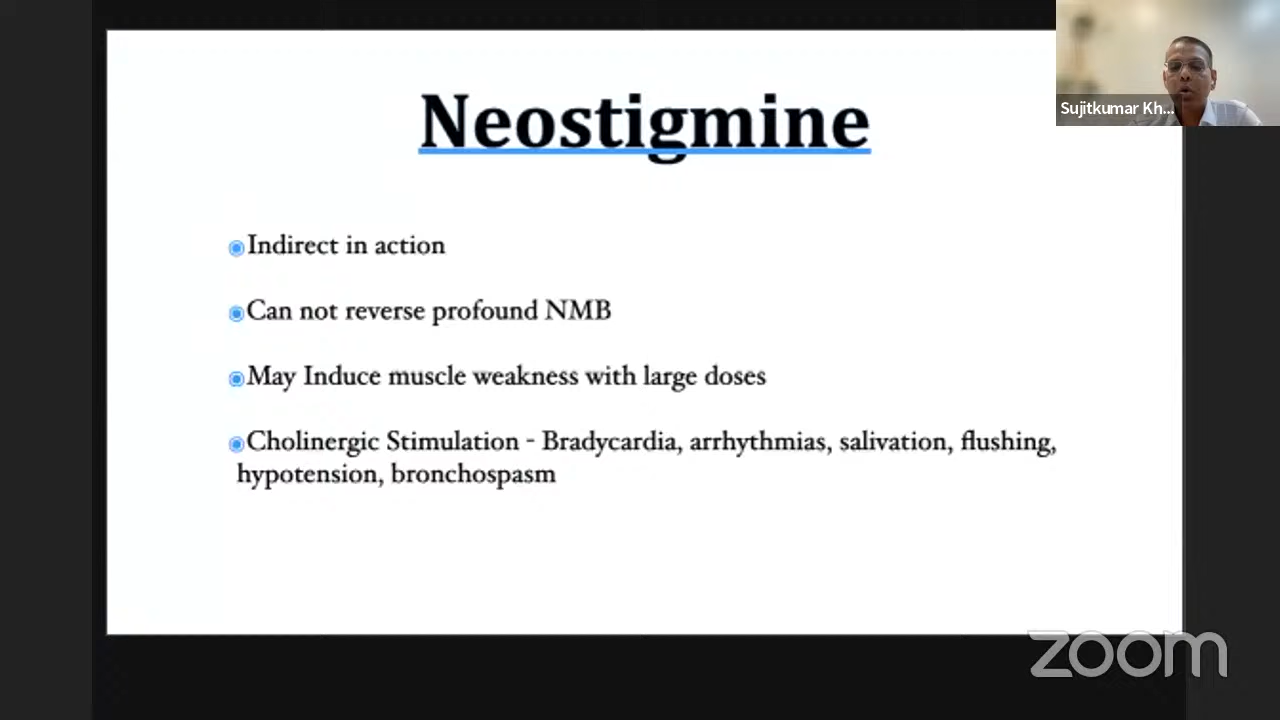 Neostigmine
Sujitkumar Kh...
Indirect in action
Can not reverse profound NMB
May Induce muscle weakness with large doses
Cholinergic Stimulation - Bradycardia, arrhythmias, salivation, flushing,
hypotension, bronchospasm
zoom